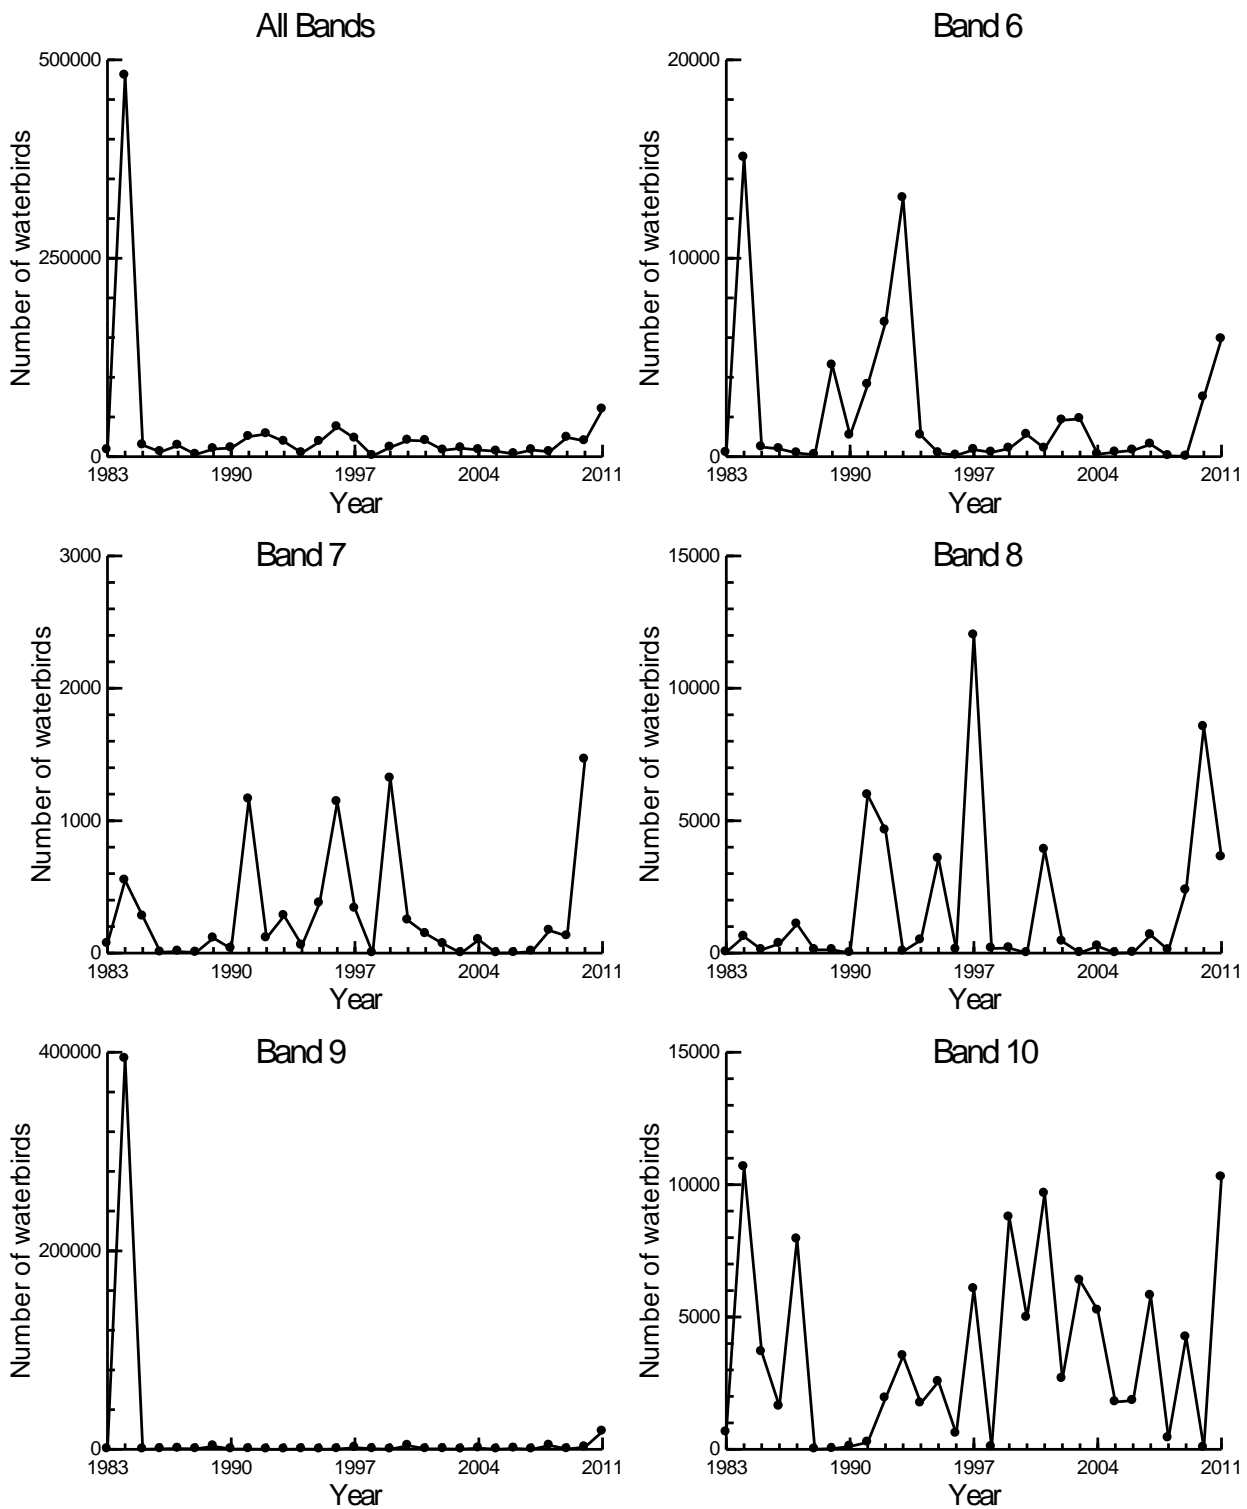 All Bands
500000
250000
0
Number of waterbirds
1983 1990 1997 2004 2011
Year
Band 6
20000
10000
0
Number of waterbirds
1983 1990 1997 2004 2011
Year
Band 7
3000
2000
1000
0
Number of waterbirds
1983 1990 1997 2004 2011
Year
Band 8
15000
10000
5000
0
Number of waterbirds
1983 1990 1997 2004 2011
Year
Band 9
400000
200000
0
Number of waterbirds
1983 1990 1997 2004 2011
Year
Band 10
15000
10000
5000
0
Number of waterbirds
1983 1990 1997 2004 2011
Year